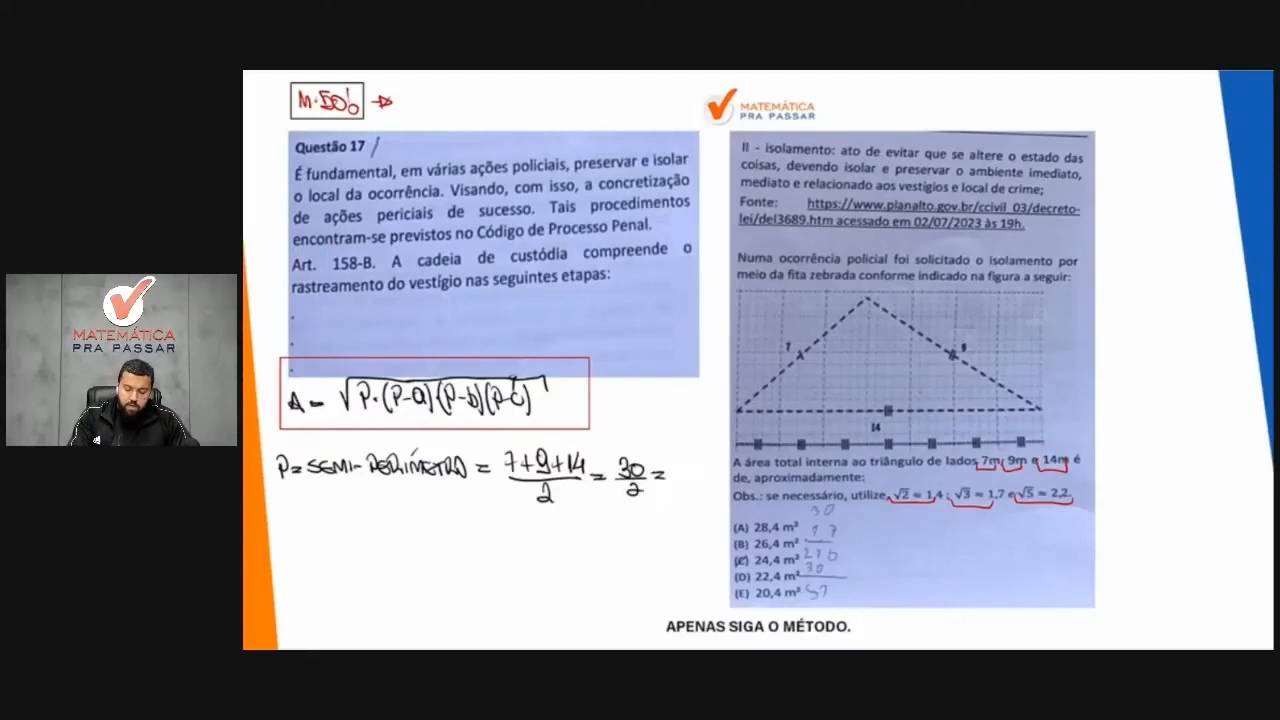 M.506 →
MATEMÁTICA
PRA PASSAR
Questão 17
É fundamental, em várias ações policiais, preservar e isolar
o local da ocorrência. Visando, com isso, a concretização
de ações periciais de sucesso. Tais procedimentos
encontram-se previstos no Código de Processo Penal.
Art. 158-B. A cadeia de custódia compreende o
rastreamento do vestígio nas seguintes etapas:
A = √P.(P-a)(P-b)(P-c)
P = SEMI-PERÍMETRO = 7+9+14/2 = 30/2 =
II - isolamento: ato de evitar que se altere o estado das
coisas, devendo isolar e preservar o ambiente imediato,
mediato e relacionado aos vestígios e local de crime;
Fonte: https://www.planalto.gov.br/ccivil_03/decreto-
lei/del3689.htm acessado em 02/07/2023 às 19h.
Numa ocorrência policial foi solicitado o isolamento por
meio da fita zebrada conforme indicado na figura a seguir:
7
9
14
A área total interna ao triângulo de lados 7m, 9m e 14m é
de, aproximadamente:
Obs.: se necessário, utilize √2 = 1,4 ; √3 = 1,7 e √5 = 2,2.
30
17
(A) 28,4 m²
(B) 26,4 m²
(C) 24,4 m² 210
(D) 22,4 m² 30
(E) 20,4 m² 51
APENAS SIGA O MÉTODO.
MATEMÁTICA
PRA PASSAR